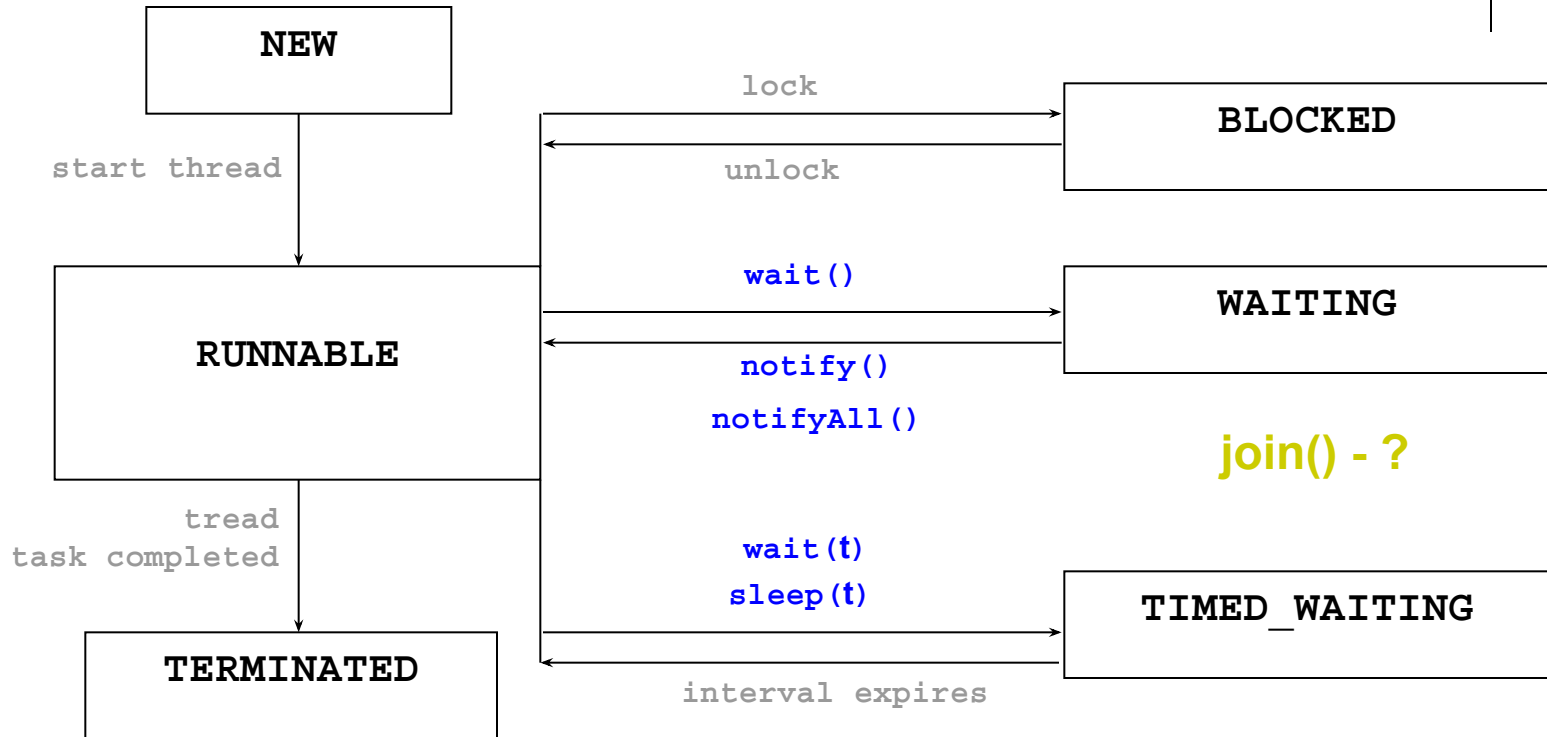 NEW
lock
BLOCKED
start thread
unlock
wait()
WAITING
RUNNABLE
notify()
notifyAll()
join() - ?
tread
task completed
wait(t)
sleep(t)
TIMED_WAITING
TERMINATED
interval expires